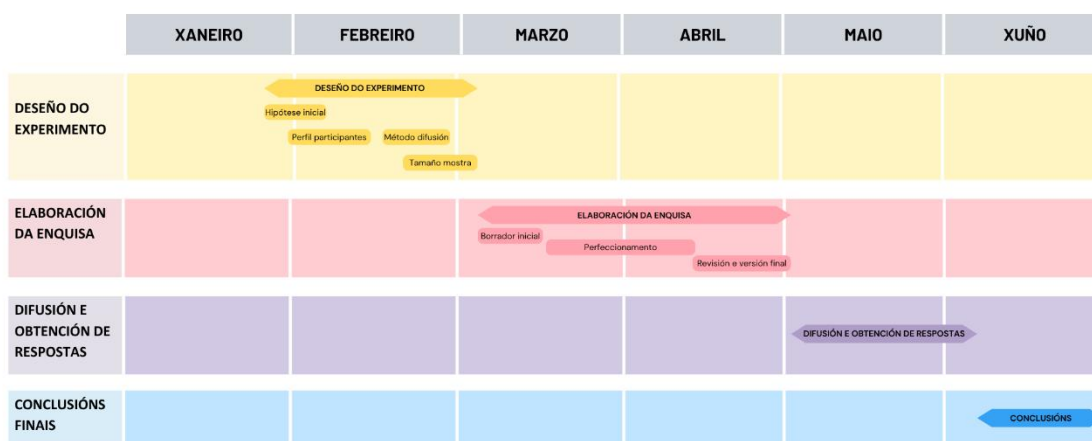 XANEIRO
FEBREIRO
MARZO
ABRIL
MAIO
XUÑO
DESEÑO DO
EXPERIMENTO
DESEÑO DO EXPERIMENTO
Hipótese inicial
Perfil participantes
Método difusión
Tamaño mostra
ELABORACIÓN
DA ENQUISA
ELABORACIÓN DA ENQUISA
Borrador inicial
Perfeccionamento
Revisión e versión final
DIFUSIÓN E
OBTENCIÓN DE
RESPOSTAS
DIFUSIÓN E OBTENCIÓN DE RESPOSTAS
CONCLUSIÓNS
FINAIS
CONCLUSIÓNS